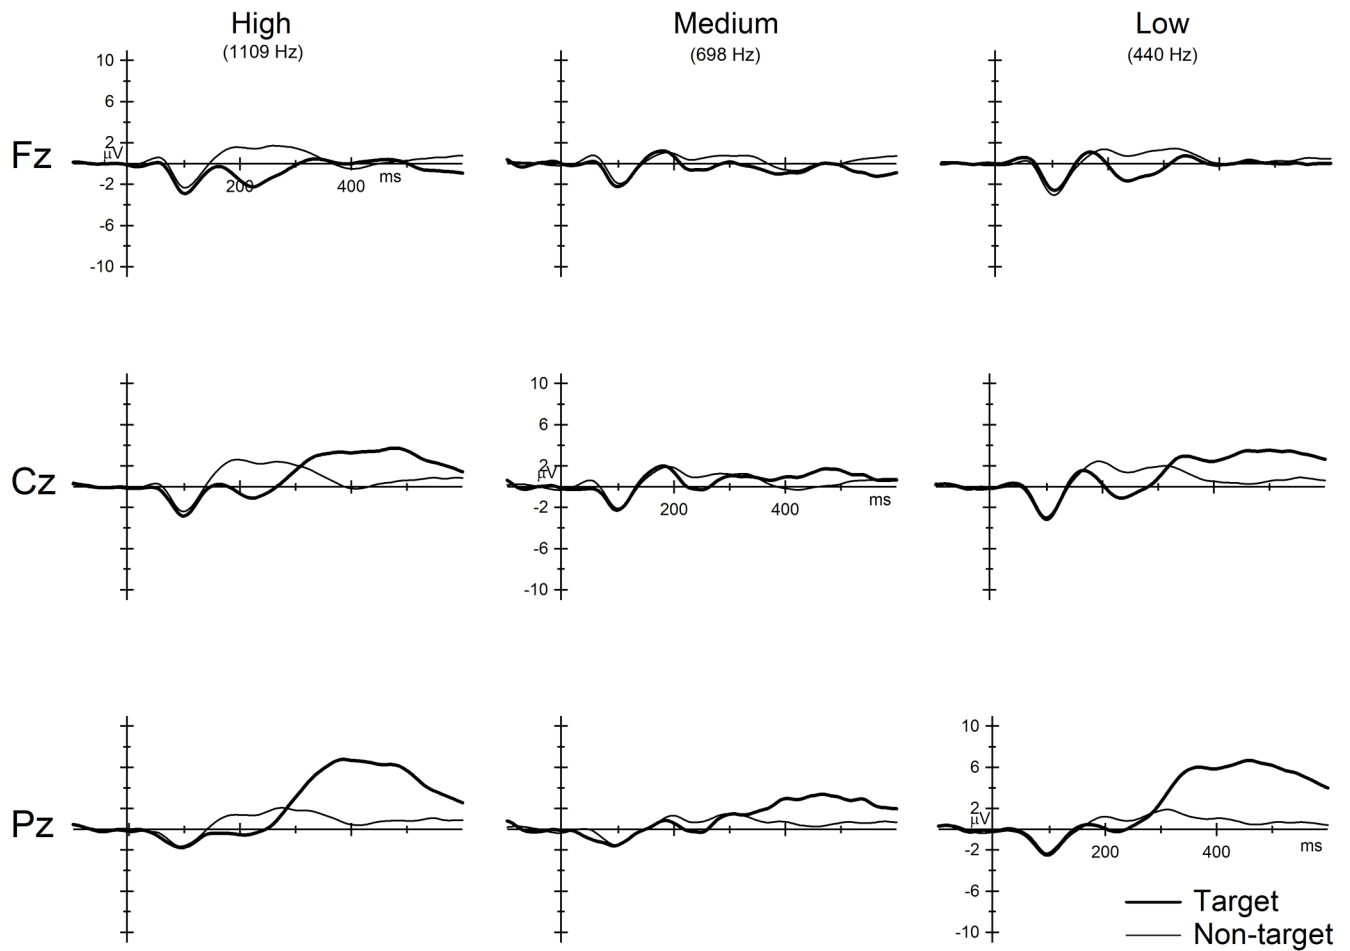 High Medium Low
(1109 Hz) (698 Hz) (440 Hz)
Fz
10
6
2
μV
-2
-6
-10
200 400 ms
Cz
10
6
2
μV
-2
-6
-10
200 400 ms
Pz
10
6
2
μV
-2
-6
-10
200 400 ms
Target
Non-target